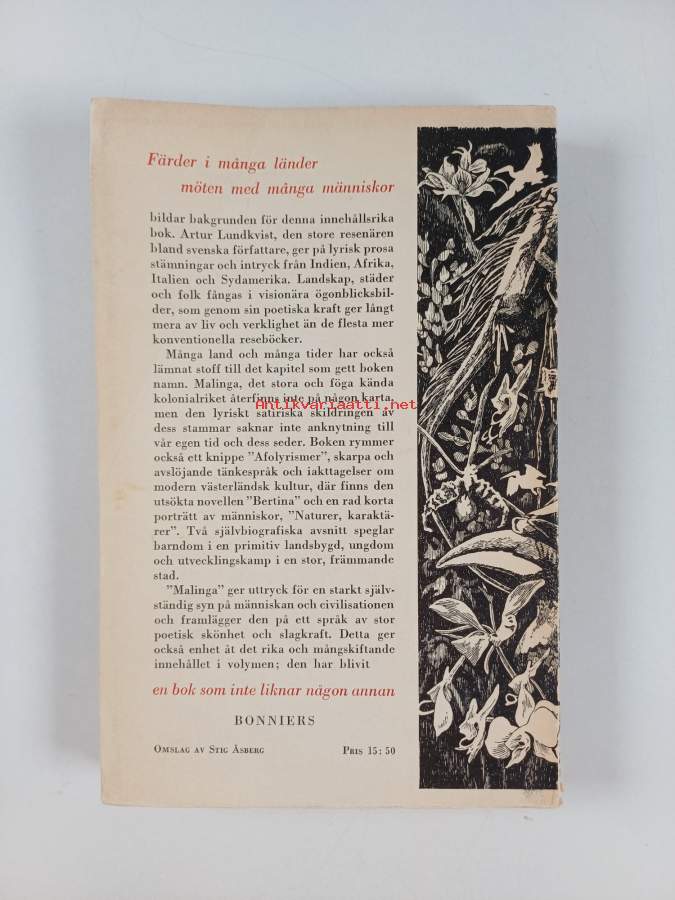 Färder i många länder
möten med många människor
bildar bakgrunden för denna innehållsrika
bok. Artur Lundkvist, den store resenären
bland svenska författare, ger på lyrisk prosa
stämningar och intryck från Indien, Afrika,
Italien och Sydamerika. Landskap, städer
och folk fångas i visionära ögonblicksbil-
der, som genom sin poetiska kraft ger långt
mera av liv och verklighet än de flesta mer
konventionella reseböcker.
Många land och många tider har också
lämnat stoff till det kapitel som gett boken
namn. Malinga, det stora och föga kända
kolonialriket återfinns inte på någon karta,
Antikvariaatti.net
men den lyriskt satiriska skildringen av
dess stammar saknar inte anknytning till
vår egen tid och dess seder. Boken rymmer
också ett knippe "Afolyrismer", skarpa och
avslöjande tänkespråk och iakttagelser om
modern västerländsk kultur, där finns den
utsökta novellen "Bertina" och en rad korta
porträtt av människor, "Naturer, karaktä-
rer". Två självbiografiska avsnitt speglar
barndom i en primitiv landsbygd, ungdom
och utvecklingskamp i en stor, främmande
stad.
"Malinga" ger uttryck för en starkt själv-
ständig syn på människan och civilisationen
och framlägger den på ett språk av stor
poetisk skönhet och slagkraft. Detta ger
också enhet åt det rika och mångskiftande
innehållet i volymen; den har blivit
en bok som inte liknar någon annan
BONNIERS
OMSLAG AV STIG ÅSBERG PRIS 15:50